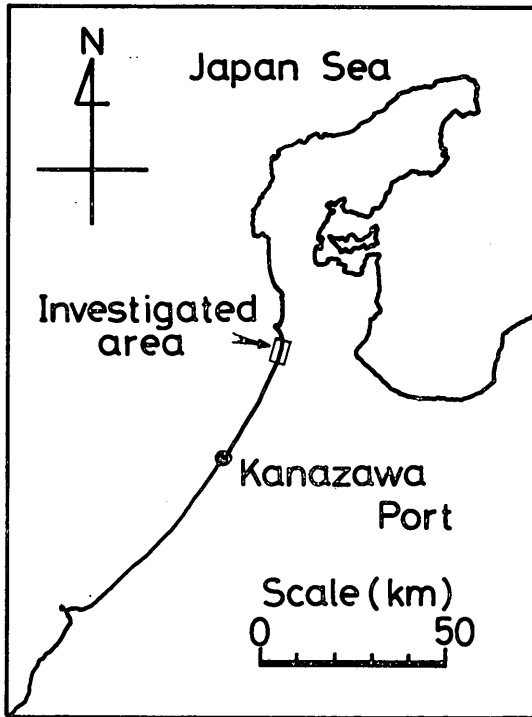 N
Japan Sea
Investigated
area
Kanazawa
Port
Scale (km)
0 50